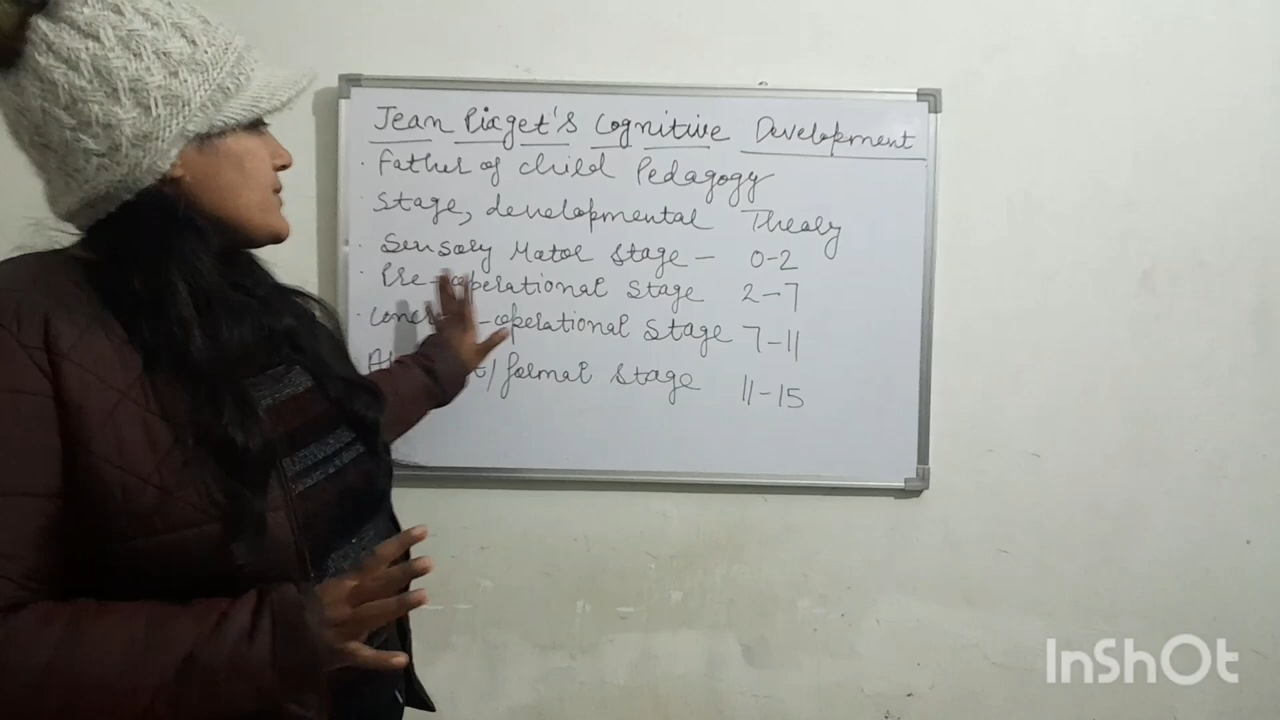 Jean Piaget's Cognitive Development
· Father of child Pedagogy
· Stage, developmental Theory
· Sensory Motor Stage - 0-2
· Pre-operational Stage 2-7
· operational Stage 7-11
/formal Stage 11-15
InShOt